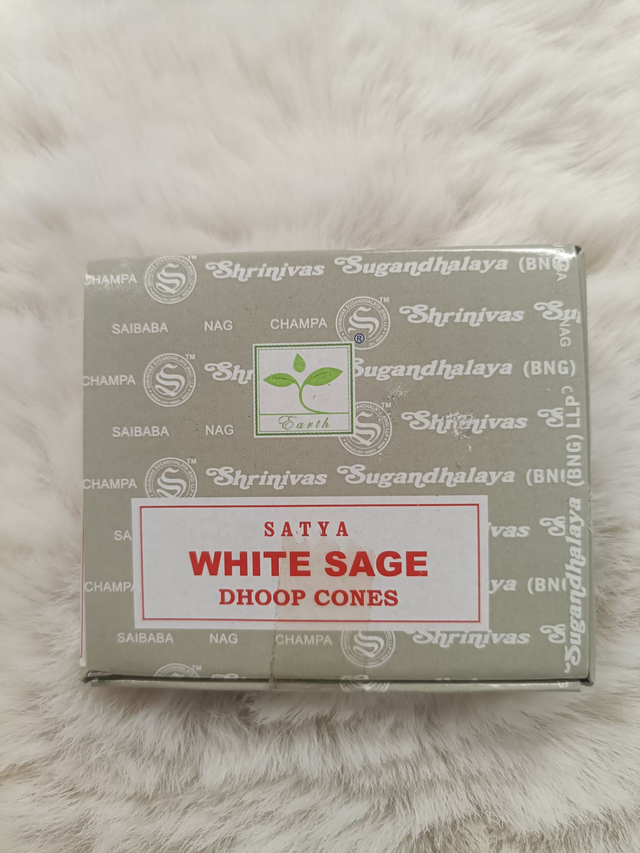 CHAMPA Shrinivas Sugandhalaya (BNG
SAIBABA NAG CHAMPA Shrinivas
CHAMPA Sugandhalaya (BNG)
®
Earth
SAIBABA NAG Shrinivas
CHAMPA Shrinivas Sugandhalaya
SATYA
WHITE SAGE
DHOOP CONES
SAIBABA NAG CHAMPA Shrinivas
Sugandhalaya (BNG) LLP
NAG